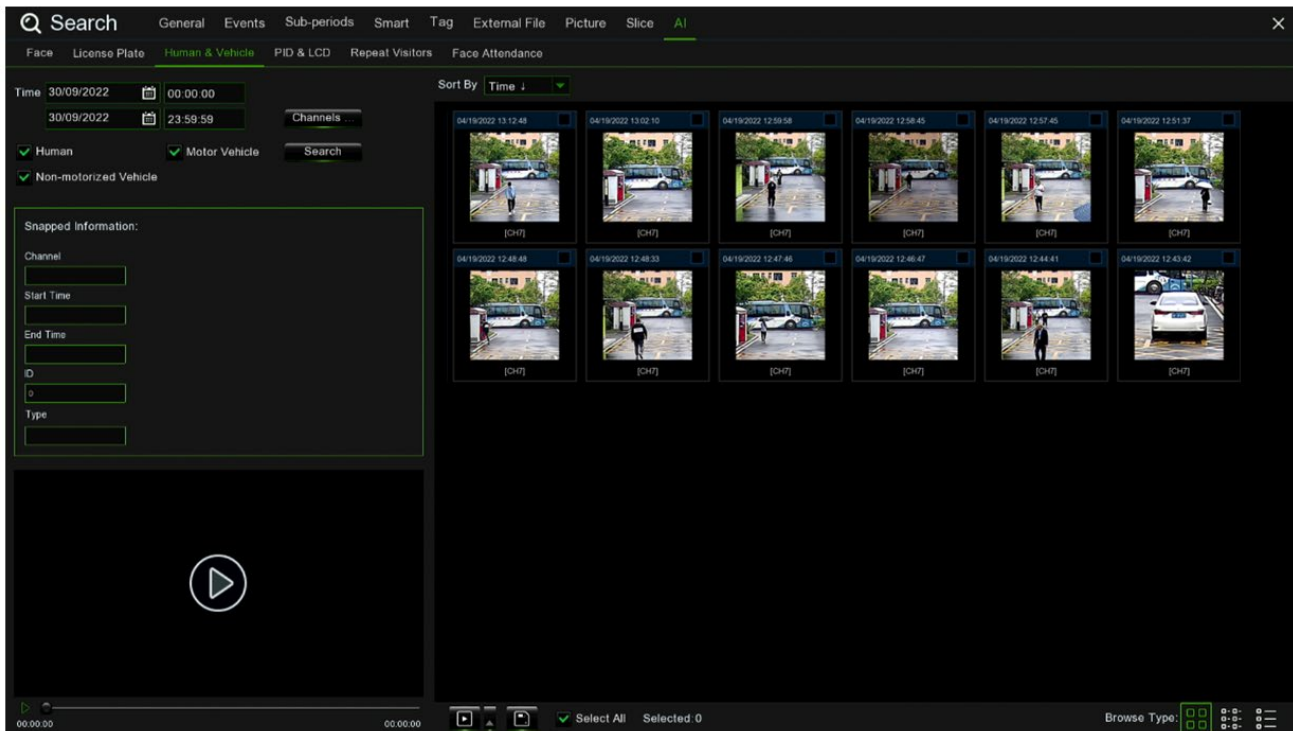 Search General Events Sub-periods Smart Tag External File Picture Slice AI
Face License Plate Human & Vehicle PID & LCD Repeat Visitors Face Attendance
Time 30/09/2022 00:00:00
30/09/2022 23:59:59 Channels ...
Human Motor Vehicle Search
Non-motorized Vehicle
Snapped Information:
Channel
Start Time
End Time
ID
0
Type
00:00:00 00:00:00
Sort By Time ↓
04/19/2022 13:12:48 04/19/2022 13:02:10 04/19/2022 12:59:58 04/19/2022 12:58:45 04/19/2022 12:57:45 04/19/2022 12:51:37
[CH7] [CH7] [CH7] [CH7] [CH7] [CH7]
04/19/2022 12:48:48 04/19/2022 12:48:33 04/19/2022 12:47:46 04/19/2022 12:46:47 04/19/2022 12:44:41 04/19/2022 12:43:42
[CH7] [CH7] [CH7] [CH7] [CH7] [CH7]
Select All Selected:0 Browse Type: